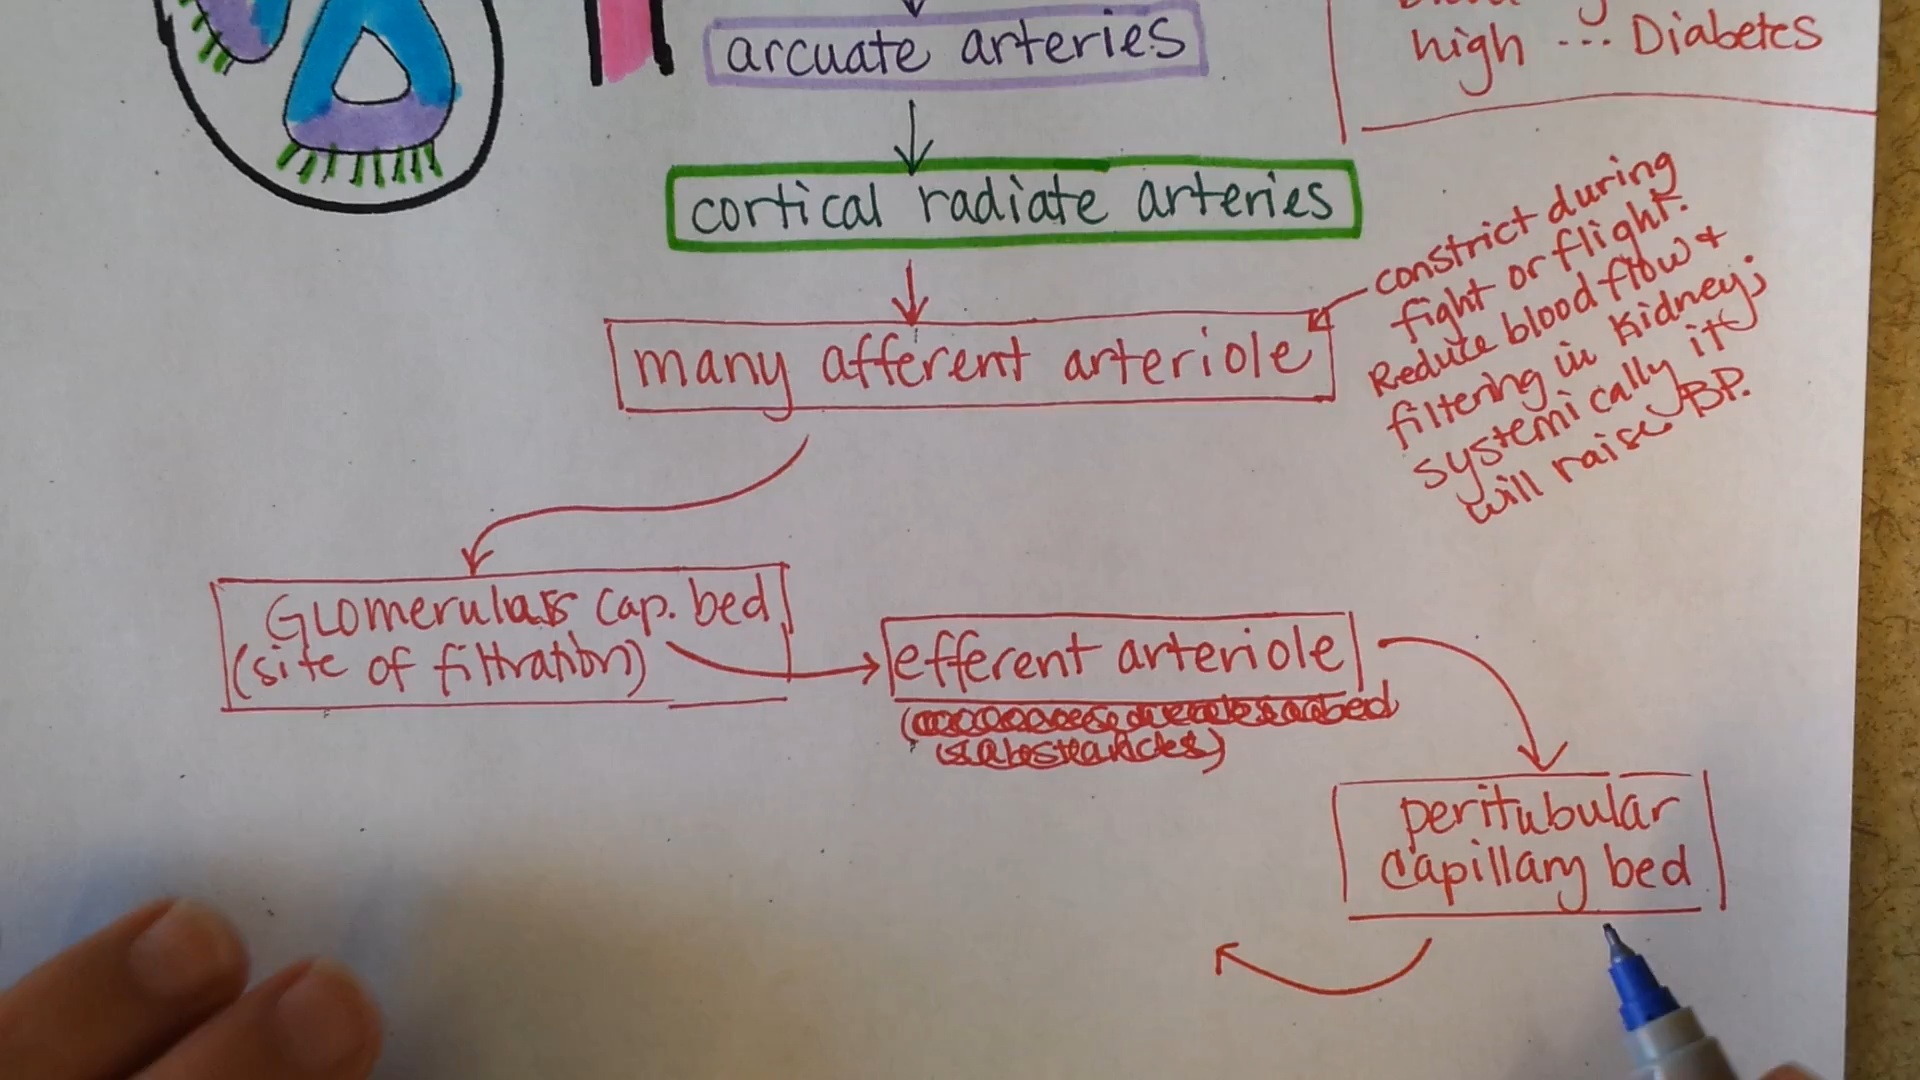 arcuate arteries
high ... Diabetes
cortical radiate arteries
constrict during
fight or flight.
Reduce blood flow +
filtering in Kidney;
systemically it
will raise BP.
many afferent arteriole
Glomerular cap. bed
(site of filtration)
efferent arteriole
peritubular
capillary bed